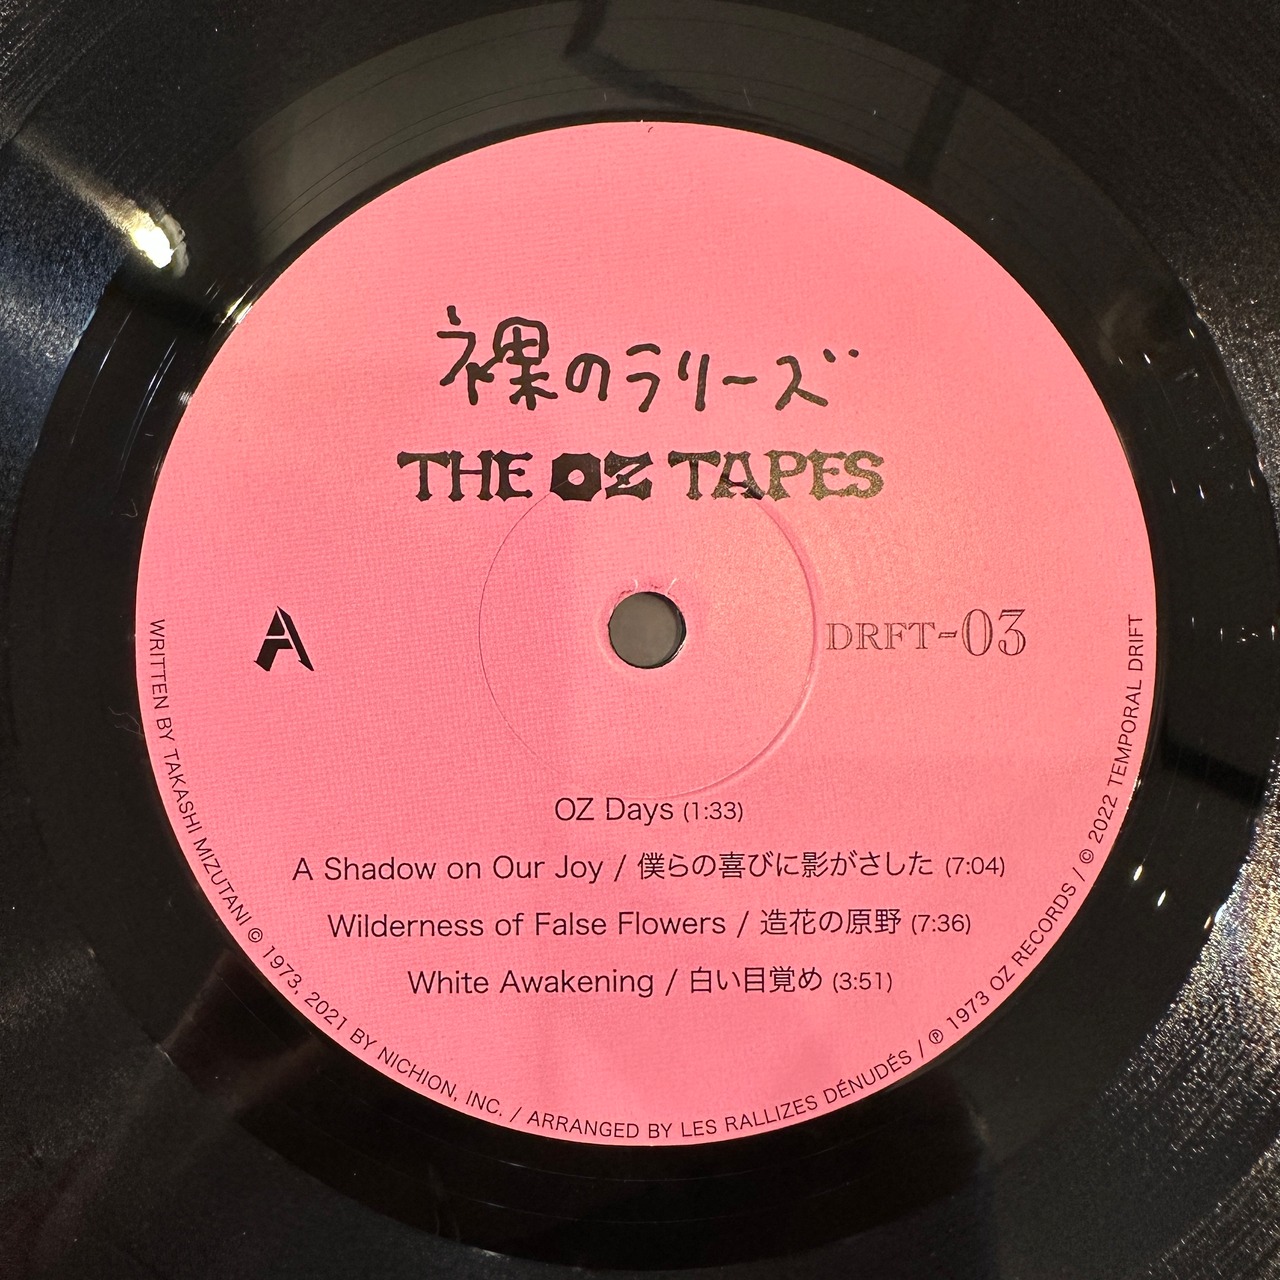 裸のラリーズ
THE OZ TAPES
A
DRFT-03
OZ Days (1:33)
A Shadow on Our Joy / 僕らの喜びに影がさした (7:04)
Wilderness of False Flowers / 造花の原野 (7:36)
White Awakening / 白い目覚め (3:51)
WRITTEN BY TAKASHI MIZUTANI © 1973, 2021 BY NICHION, INC. / ARRANGED BY LES RALLIZES DÉNUDÉS / ℗ 1973 OZ RECORDS / © 2022 TEMPORAL DRIFT